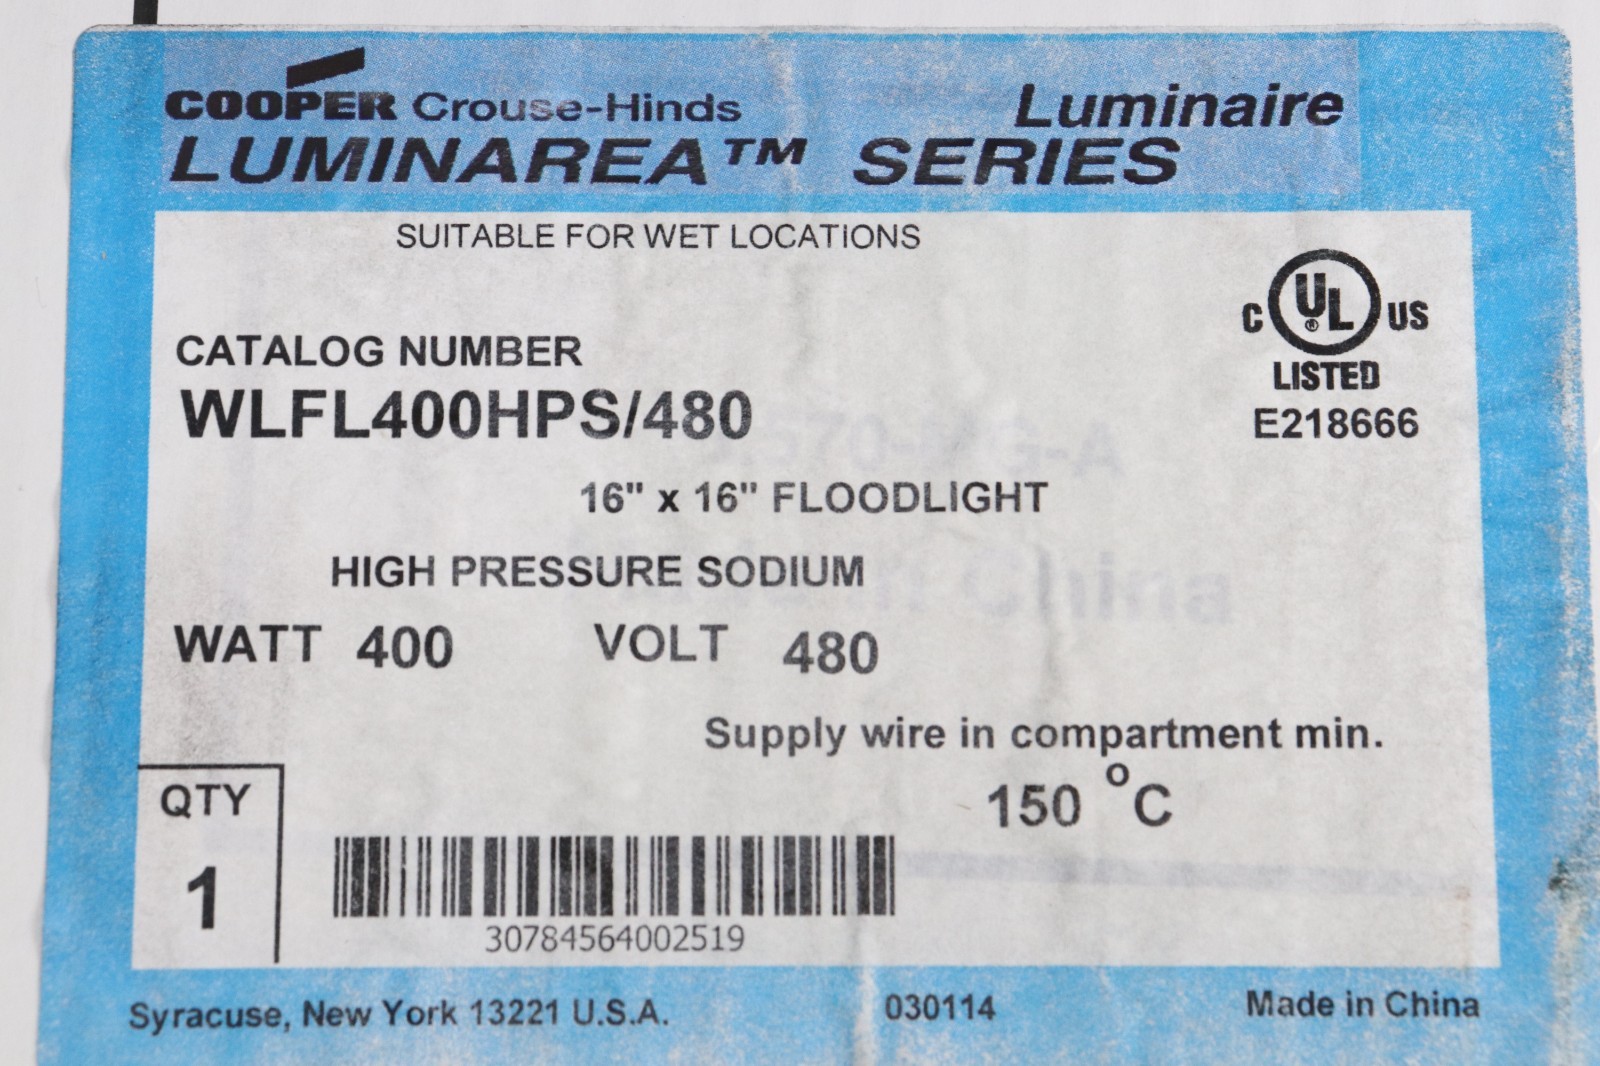 COOPER Crouse-Hinds Luminaire
LUMINAREA™ SERIES
SUITABLE FOR WET LOCATIONS
C UL® US
LISTED
E218666
CATALOG NUMBER
WLFL400HPS/480
16" x 16" FLOODLIGHT
HIGH PRESSURE SODIUM
WATT 400 VOLT 480
Supply wire in compartment min.
150 °C
QTY
1
30784564002519
Syracuse, New York 13221 U.S.A. 030114 Made in China